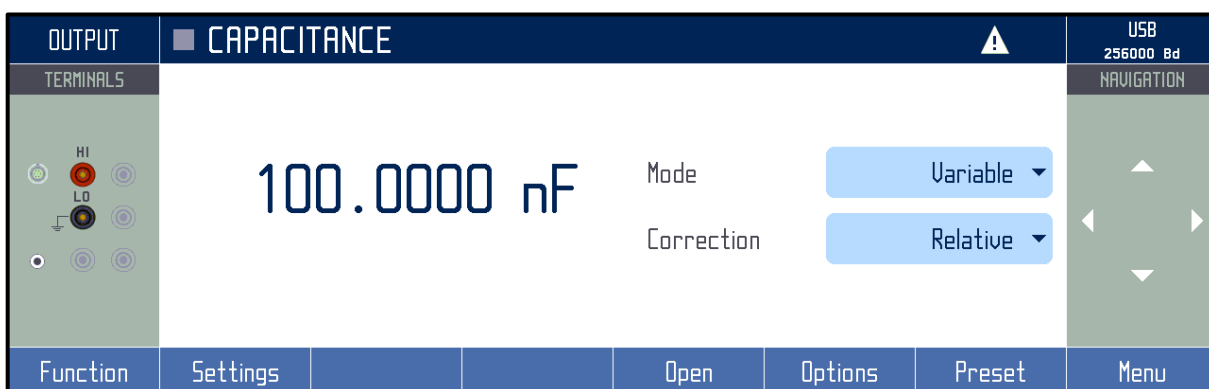 OUTPUT CAPACITANCE USB
256000 Bd
TERMINALS NAVIGATION
HI
LO
100.0000 nF
Mode Variable
Correction Relative
Function Settings Open Options Preset Menu